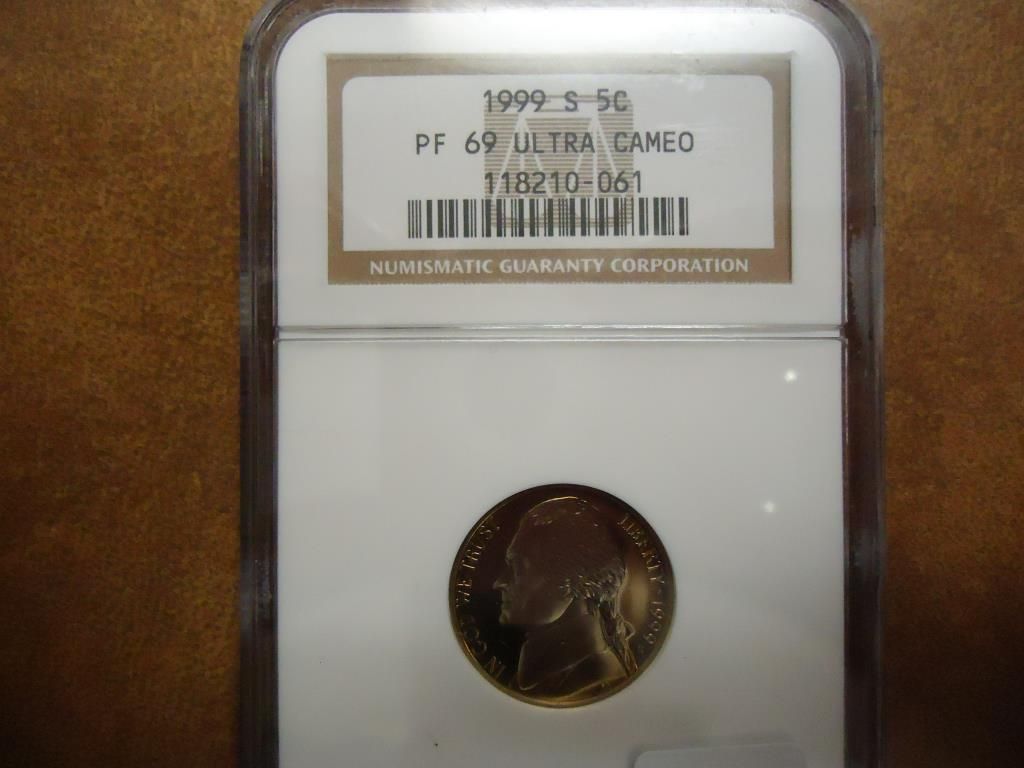 1999 S 5C
PF 69 ULTRA CAMEO
118210-061
NUMISMATIC GUARANTY CORPORATION
IN GOD WE TRUST
LIBERTY 1999